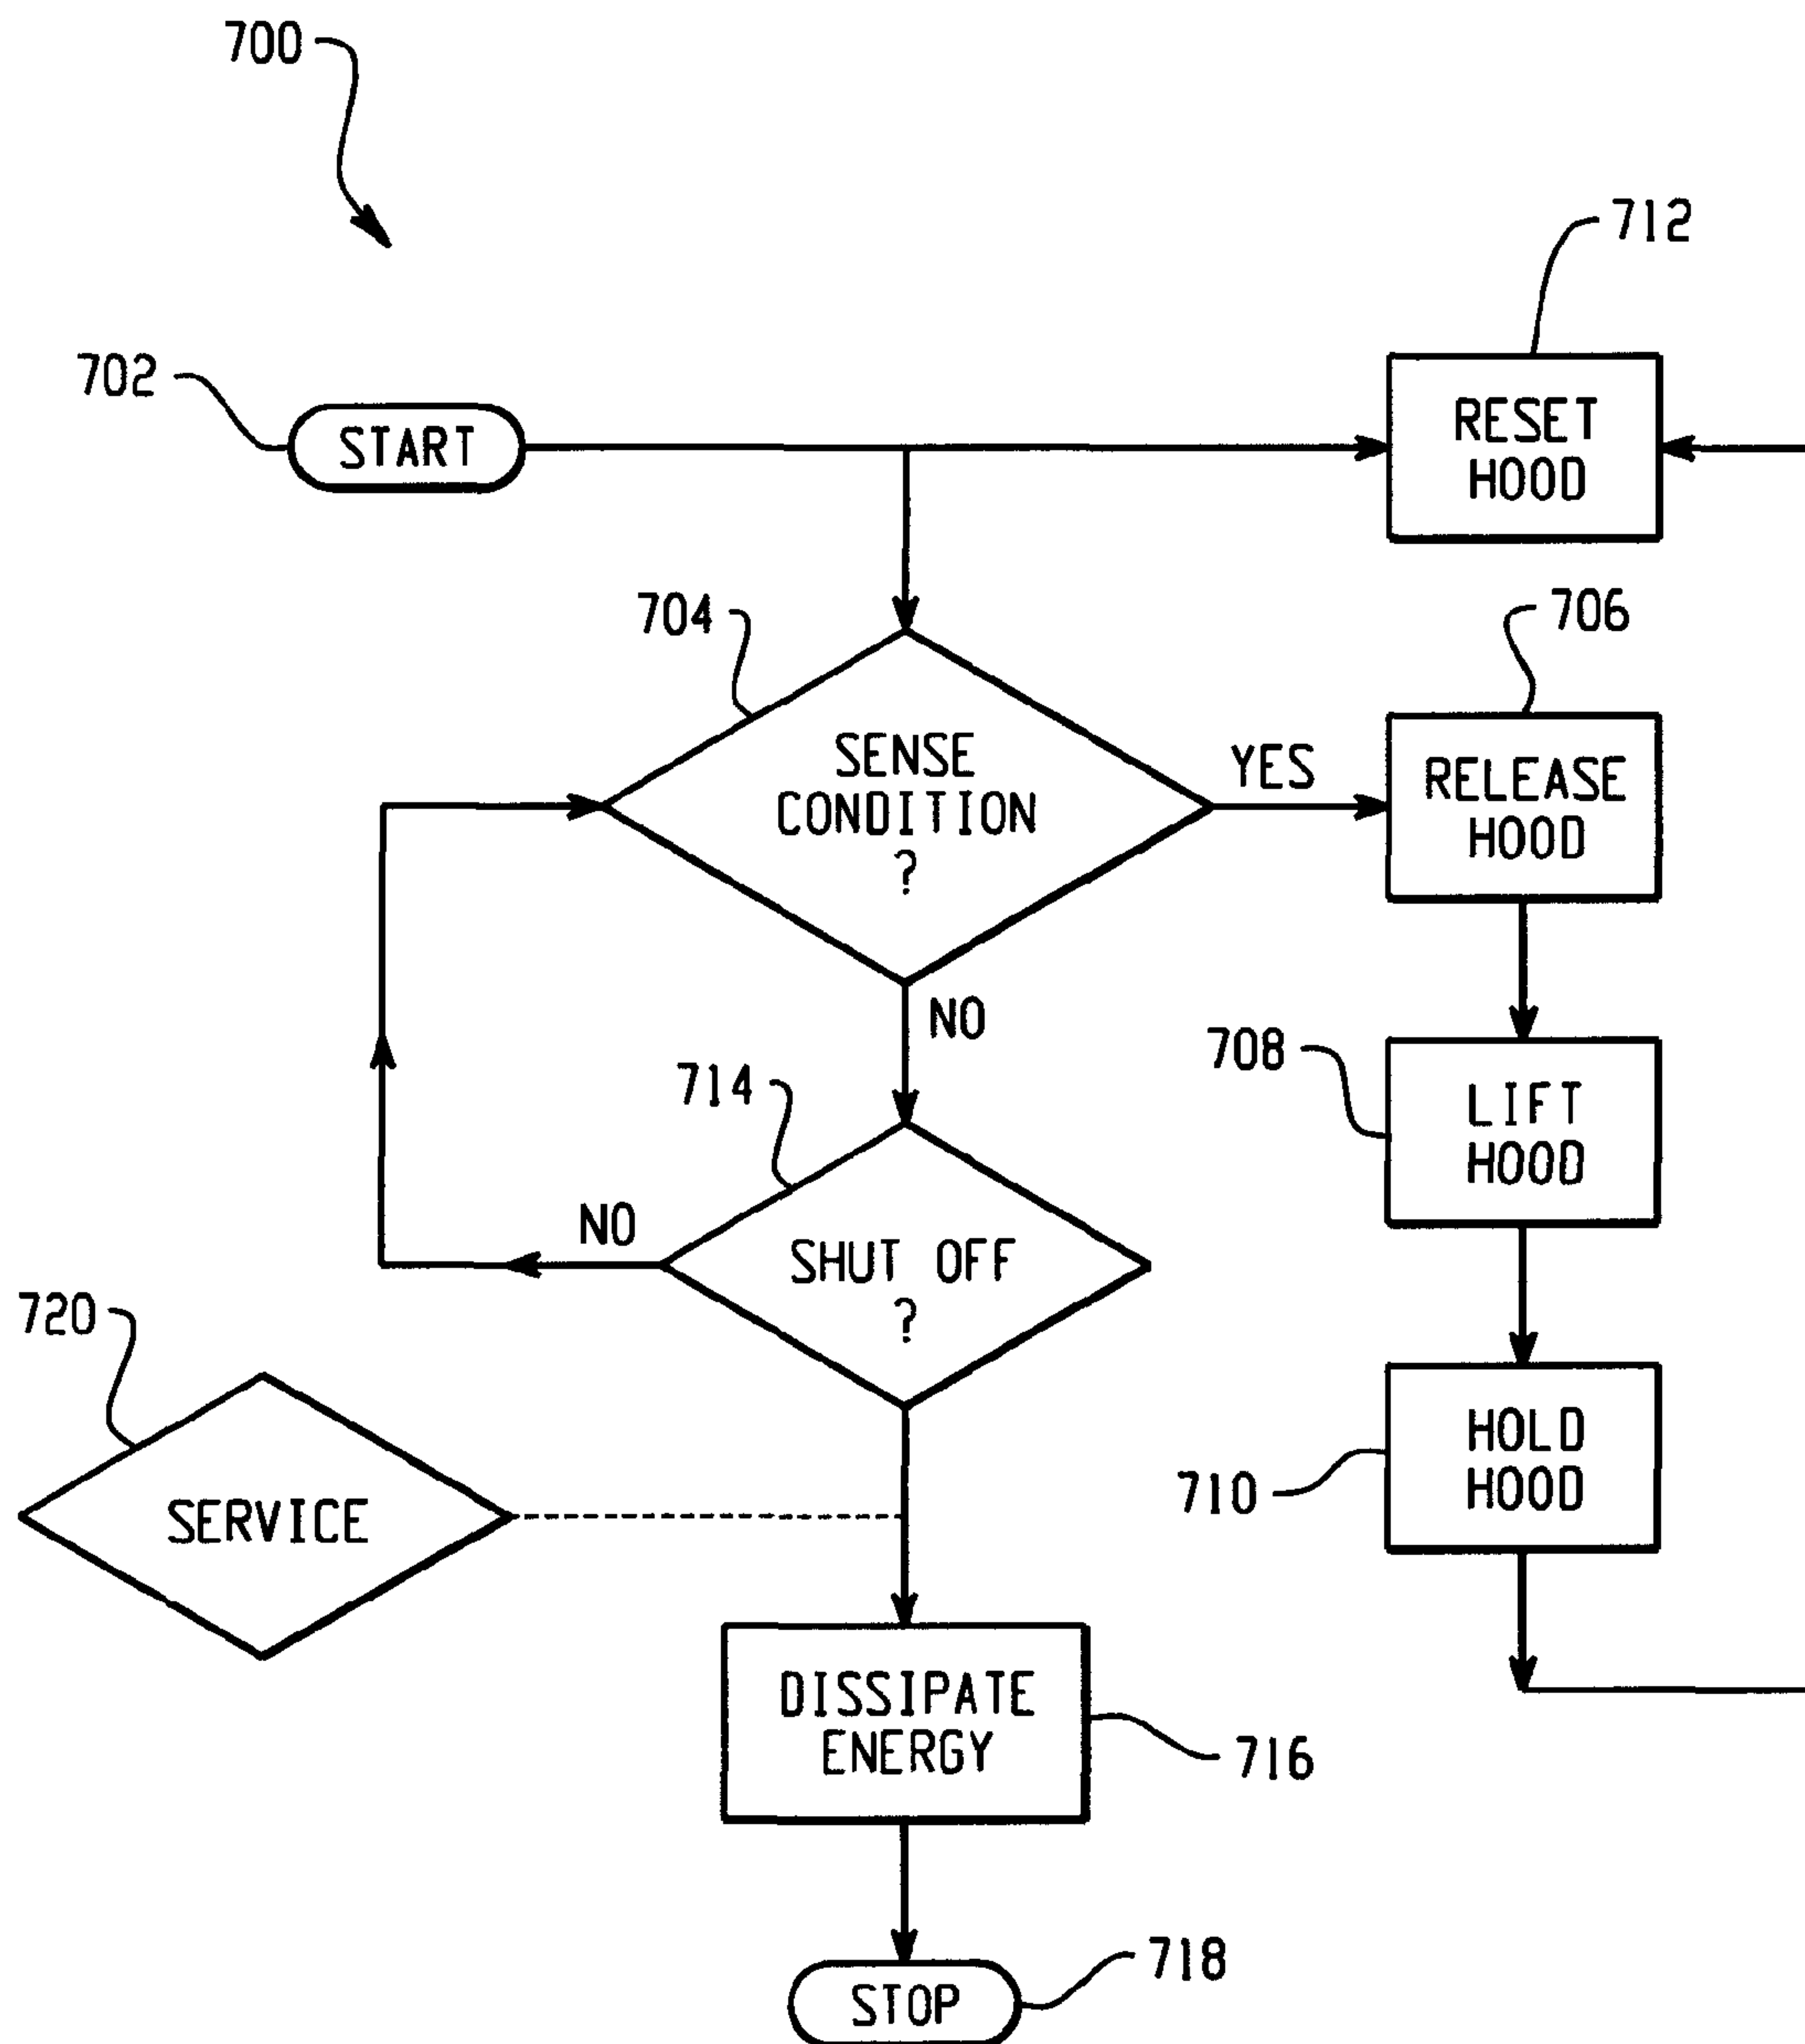 700
712
702
START
RESET
HOOD
704
706
SENSE
CONDITION
?
YES
RELEASE
HOOD
NO
708
LIFT
HOOD
714
NO
SHUT OFF
?
720
SERVICE
HOLD
HOOD
710
DISSIPATE
ENERGY
716
718
STOP